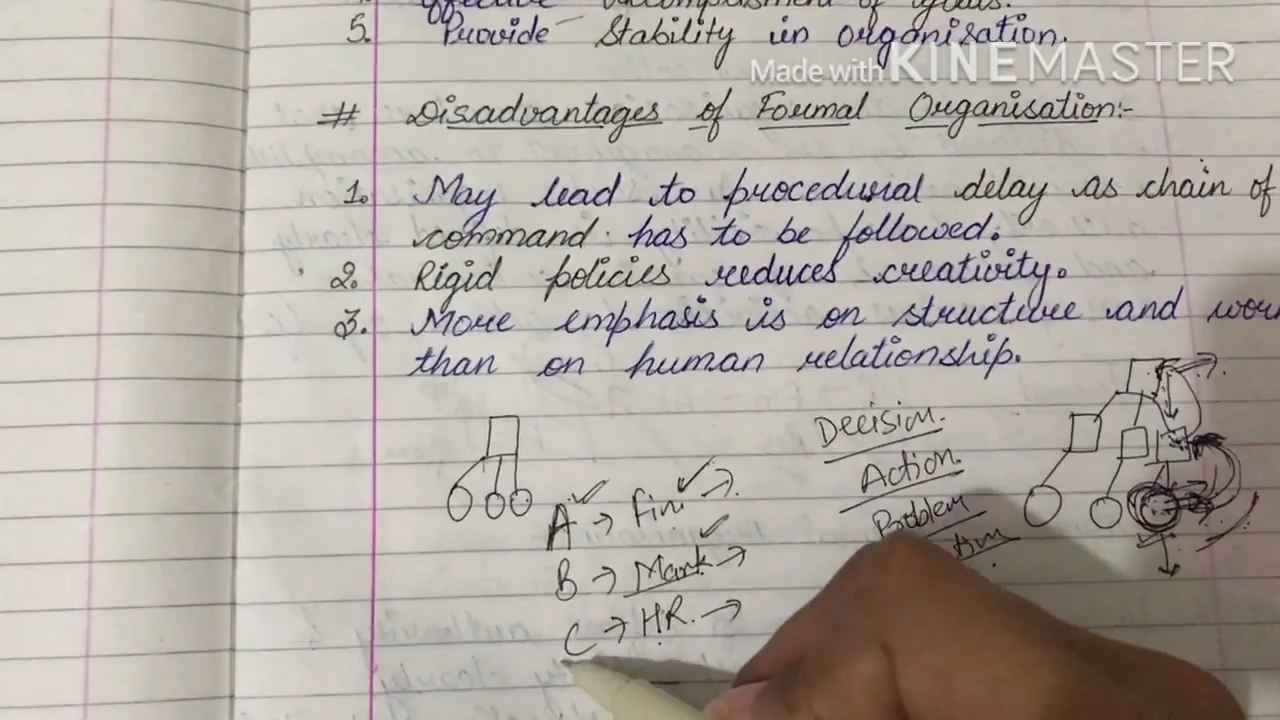 5. Provide Stability in organisation.
Made with KINEMASTER
# Disadvantages of Formal Organisation:-
1. May lead to procedural delay as chain of
command has to be followed.
2. Rigid policies reduces creativity.
3. More emphasis is on structure and
than on human relationship.
Decision.
Action.
Problem
A → Fin. →
B → Mark →
C → HR. →